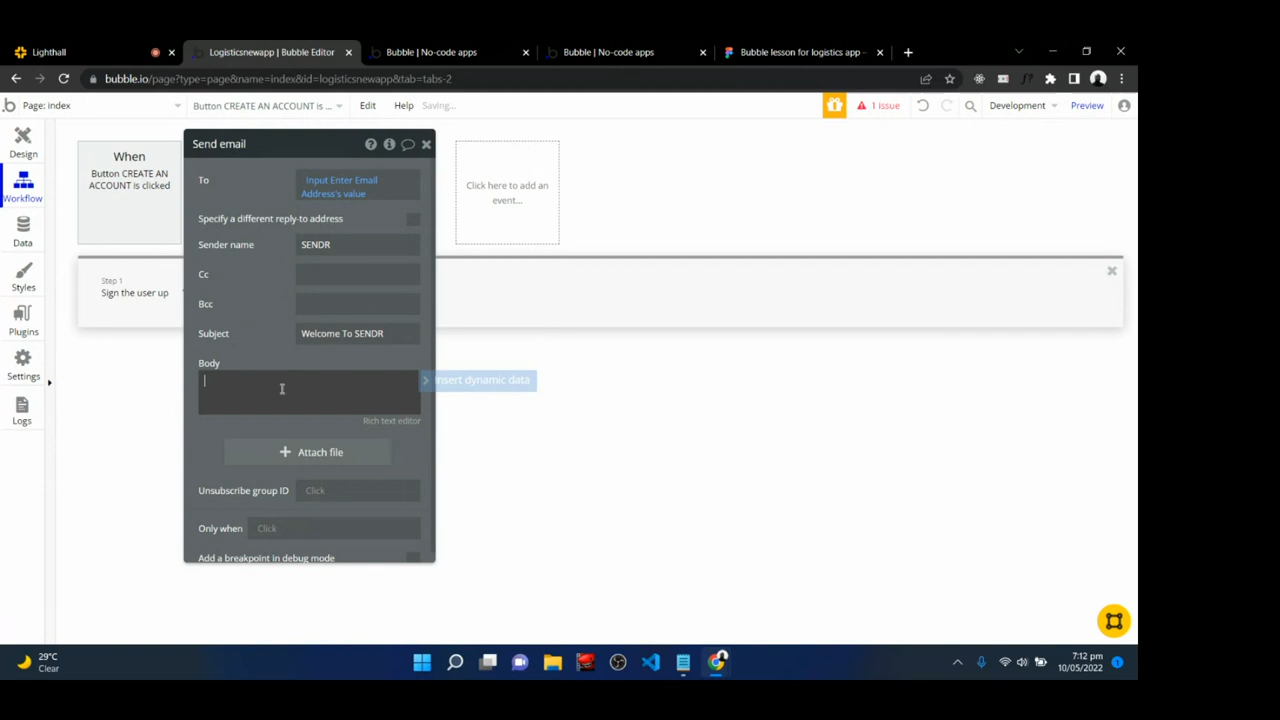 Lighthall
Logisticsnewapp | Bubble Editor
Bubble | No-code apps
Bubble | No-code apps
Bubble lesson for logistics app –
bubble.io/page?type=page&name=index&id=logisticsnewapp&tab=tabs-2
Page: index
Button CREATE AN ACCOUNT is ...
Edit
Help
Saving...
1 issue
Development
Preview
Design
Workflow
Data
Styles
Plugins
Settings
Logs
When
Button CREATE AN
ACCOUNT is clicked
Send email
To
Input Enter Email
Address's value
Specify a different reply-to address
Sender name
SENDR
Cc
Bcc
Subject
Welcome To SENDR
Body
Insert dynamic data
Rich text editor
Attach file
Unsubscribe group ID
Click
Only when
Click
Add a breakpoint in debug mode
Click here to add an
event...
Step 1
Sign the user up
29°C
Clear
7:12 pm
10/05/2022
1